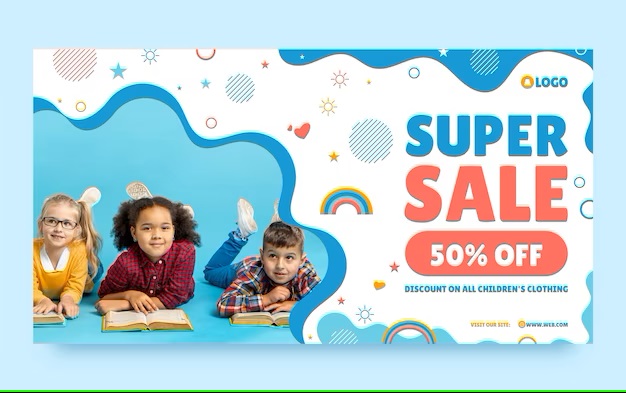 LOGO
SUPER
SALE
50% OFF
DISCOUNT ON ALL CHILDREN'S CLOTHING
VISIT OUR SITE: WWW.WEB.COM